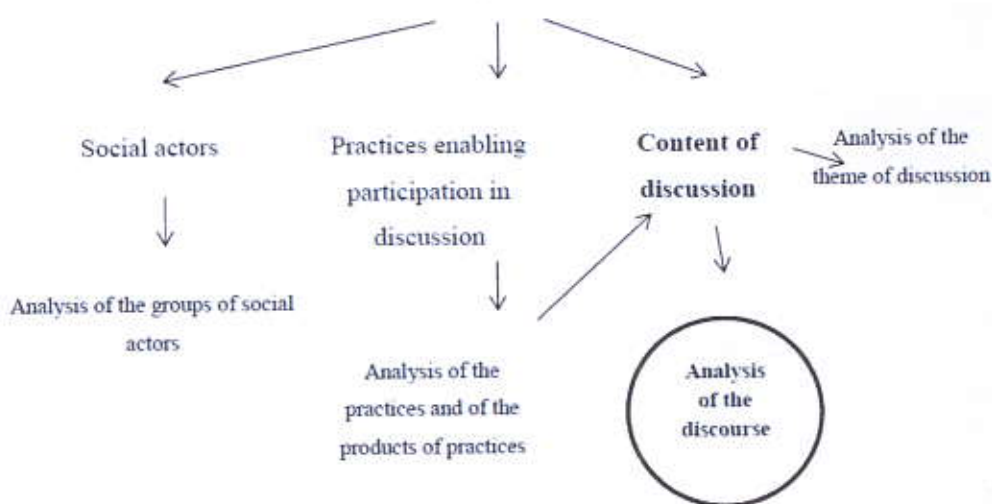 Social actors
Practices enabling
participation in
discussion
Content of
discussion
Analysis of the
theme of discussion
Analysis of the groups of social
actors
Analysis of the
practices and of the
products of practices
Analysis
of the
discourse